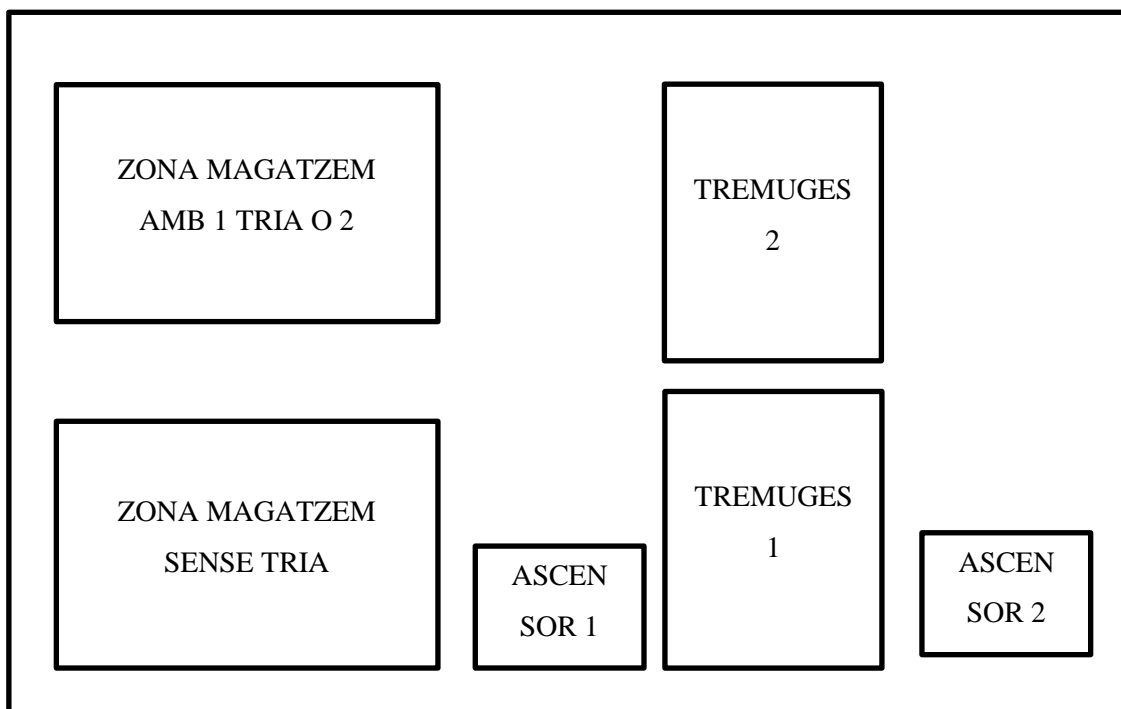 ZONA MAGATZEM
AMB 1 TRIA O 2
TREMUGES
2
ZONA MAGATZEM
SENSE TRIA
ASCEN
SOR 1
TREMUGES
1
ASCEN
SOR 2